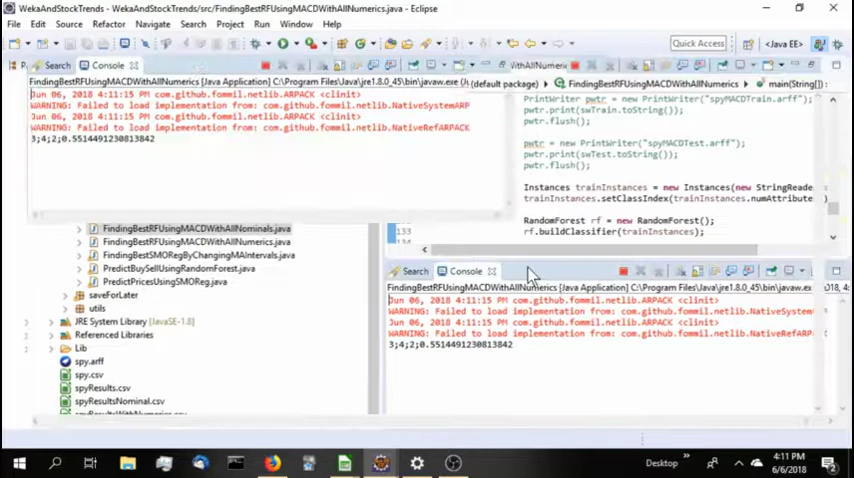 WekaAndStockTrends - WekaAndStockTrends/src/FindingBestRFUsingMACDWithAllNumerics.java - Eclipse
File Edit Source Refactor Navigate Search Project Run Window Help
Quick Access
<Java EE>
Search Console
WithAllNumeric
FindingBestRFUsingMACDWithAllNumerics [Java Application] C:\Program Files\Java\jre1.8.0_45\bin\javaw.exe
Jun 06, 2018 4:11:15 PM com.github.fommil.netlib.ARPACK <clinit>
WARNING: Failed to load implementation from: com.github.fommil.netlib.NativeSystemARP
Jun 06, 2018 4:11:15 PM com.github.fommil.netlib.ARPACK <clinit>
WARNING: Failed to load implementation from: com.github.fommil.netlib.NativeRefARPACK
3;4;2;0.5514491230813842
(default package) FindingBestRFUsingMACDWithAllNumerics main(String[])
PrintWriter pwtr = new PrintWriter("spyMACDTrain.arff");
pwtr.print(swTrain.toString());
pwtr.flush();
pwtr = new PrintWriter("spyMACDTest.arff");
pwtr.print(swTest.toString());
pwtr.flush();
Instances trainInstances = new Instances(new StringReade
trainInstances.setClassIndex(trainInstances.numAttribute
RandomForest rf = new RandomForest();
133 rf.buildClassifier(trainInstances);
134
FindingBestRFUsingMACDWithAllNominals.java
FindingBestRFUsingMACDWithAllNumerics.java
FindingBestSMORegByChangingMAIntervals.java
PredictBuySellUsingRandomForest.java
PredictPricesUsingSMOReg.java
saveForLater
utils
JRE System Library [JavaSE-1.8]
Referenced Libraries
Lib
spy.arff
spy.csv
spyResults.csv
spyResultsNominal.csv
spyResultsWithNumerics.csv
Search Console
FindingBestRFUsingMACDWithAllNumerics [Java Application] C:\Program Files\Java\jre1.8.0_45\bin\javaw.exe
Jun 06, 2018 4:11:15 PM com.github.fommil.netlib.ARPACK <clinit>
WARNING: Failed to load implementation from: com.github.fommil.netlib.NativeSystem
Jun 06, 2018 4:11:15 PM com.github.fommil.netlib.ARPACK <clinit>
WARNING: Failed to load implementation from: com.github.fommil.netlib.NativeRefARP
3;4;2;0.5514491230813842
Desktop
4:11 PM
6/6/2018
2